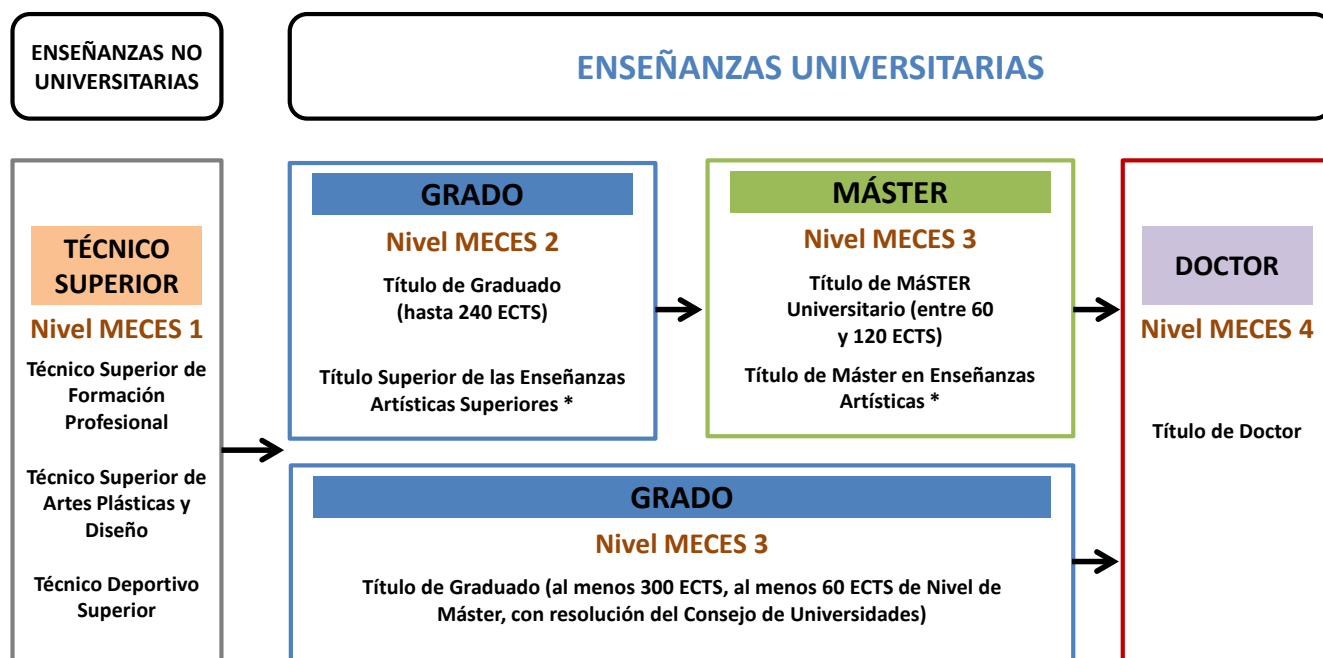 ENSEÑANZAS NO
UNIVERSITARIAS
ENSEÑANZAS UNIVERSITARIAS
TÉCNICO
SUPERIOR
Nivel MECES 1
Técnico Superior de
Formación
Profesional
Técnico Superior de
Artes Plásticas y
Diseño
Técnico Deportivo
Superior
GRADO
Nivel MECES 2
Título de Graduado
(hasta 240 ECTS)
Título Superior de las Enseñanzas
Artísticas Superiores *
MÁSTER
Nivel MECES 3
Título de MáSTER
Universitario (entre 60
y 120 ECTS)
Título de Máster en Enseñanzas
Artísticas *
GRADO
Nivel MECES 3
Título de Graduado (al menos 300 ECTS, al menos 60 ECTS de Nivel de
Máster, con resolución del Consejo de Universidades)
DOCTOR
Nivel MECES 4
Título de Doctor